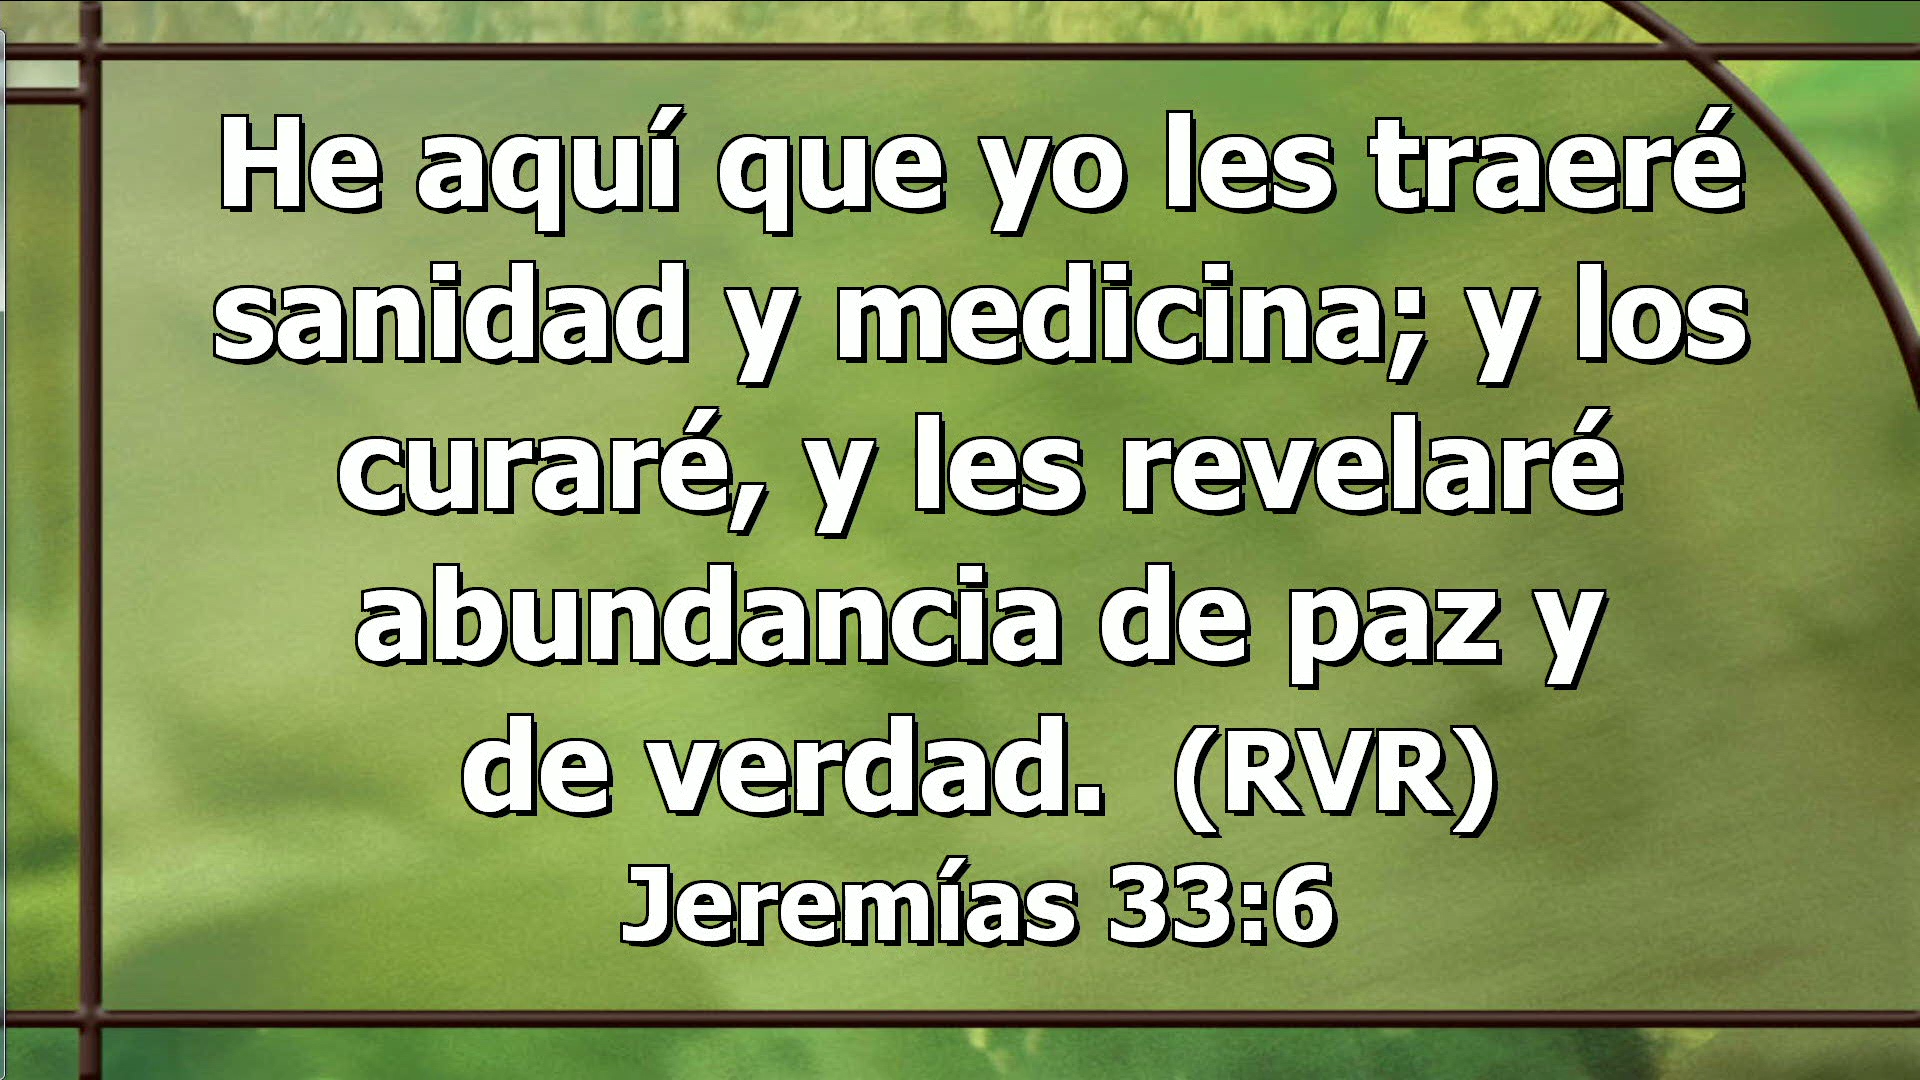 He aquí que yo les traeré
sanidad y medicina; y los
curaré, y les revelaré
abundancia de paz y
de verdad.  (RVR)
Jeremías 33:6